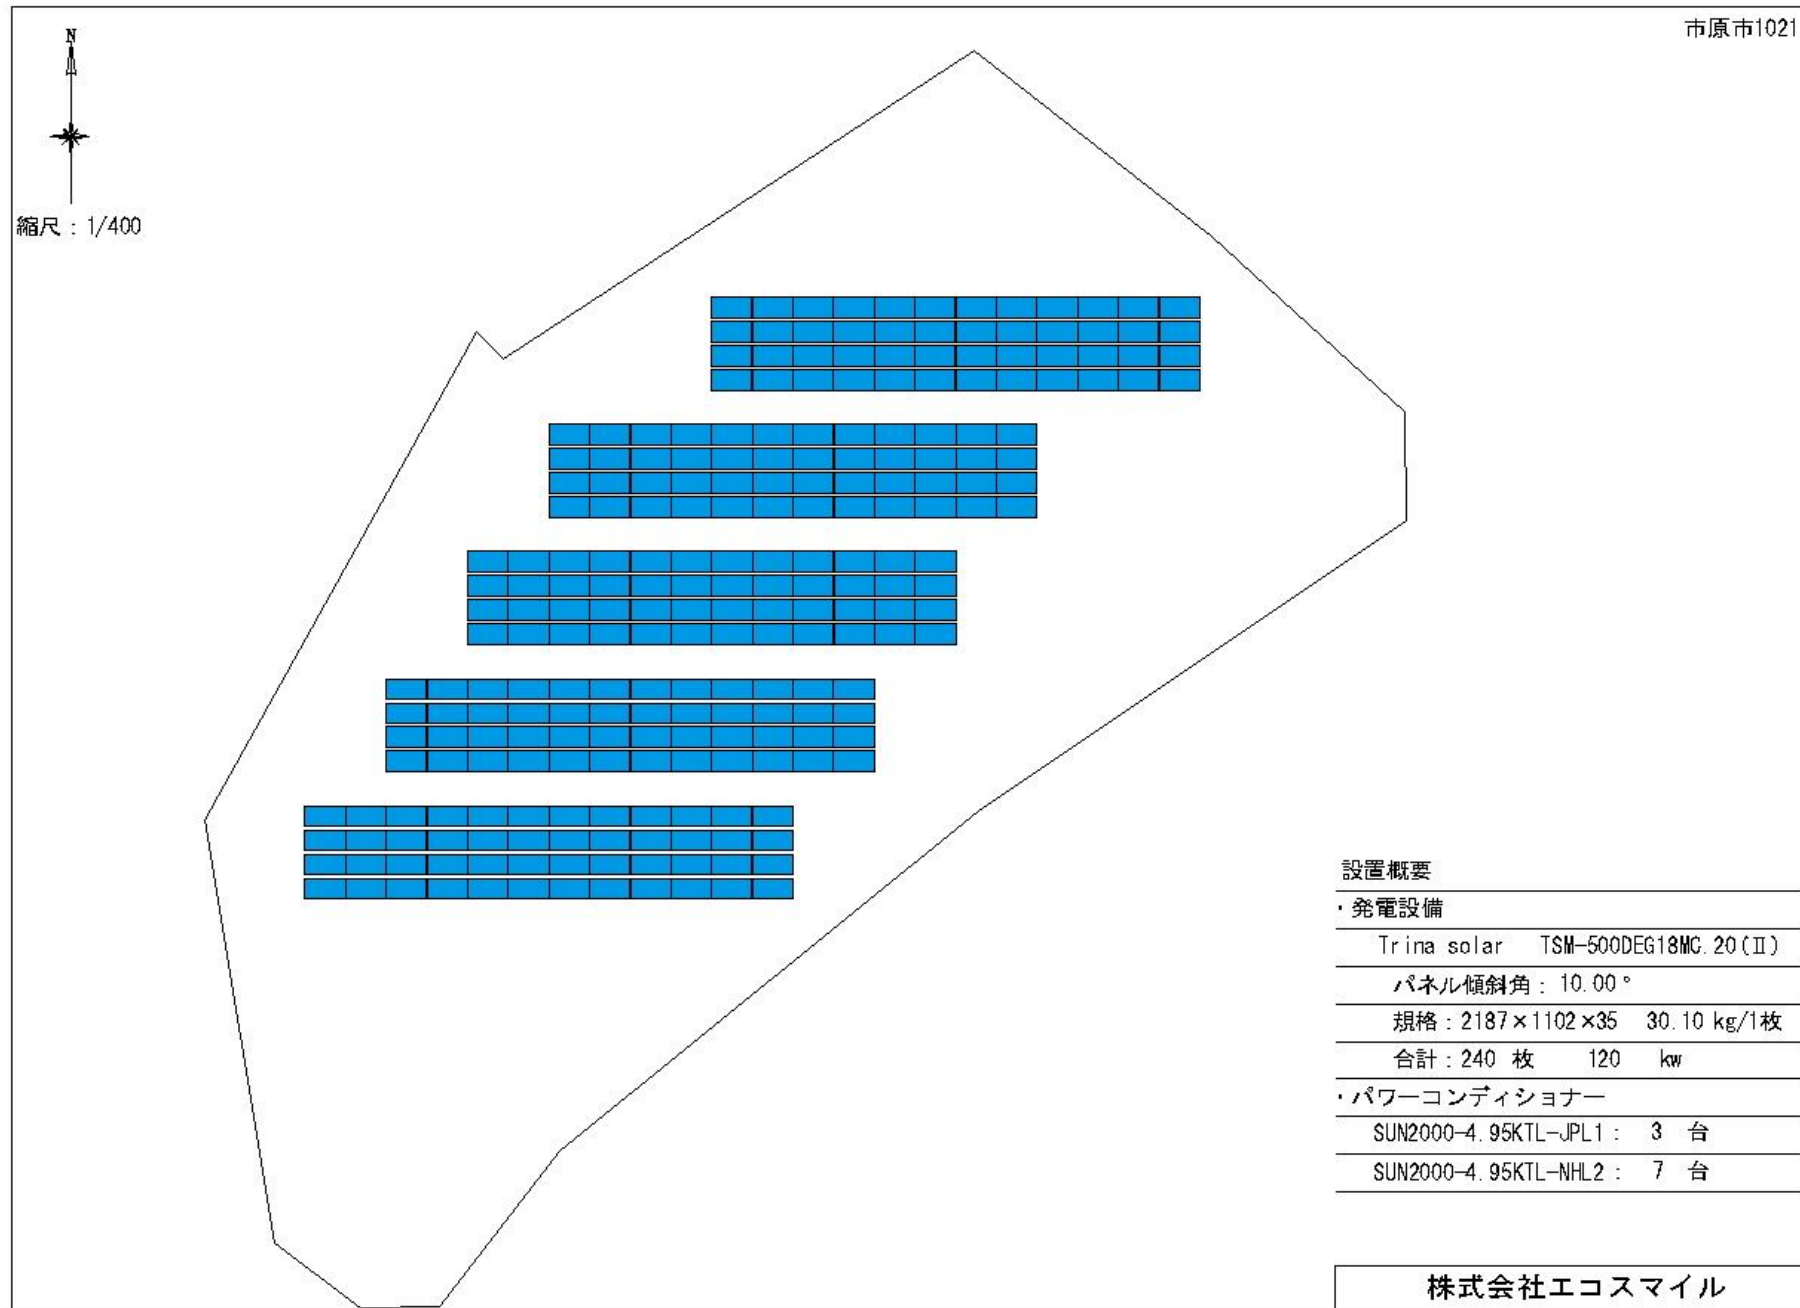 市原市1021
N
縮尺：1/400
設置概要
・発電設備
Trina solar TSM-500DEG18MC.20(Ⅱ)
パネル傾斜角：10.00°
規格：2187×1102×35 30.10 kg/1枚
合計：240 枚 120 kw
・パワーコンディショナー
SUN2000-4.95KTL-JPL1： 3 台
SUN2000-4.95KTL-NHL2： 7 台
株式会社エコスマイル